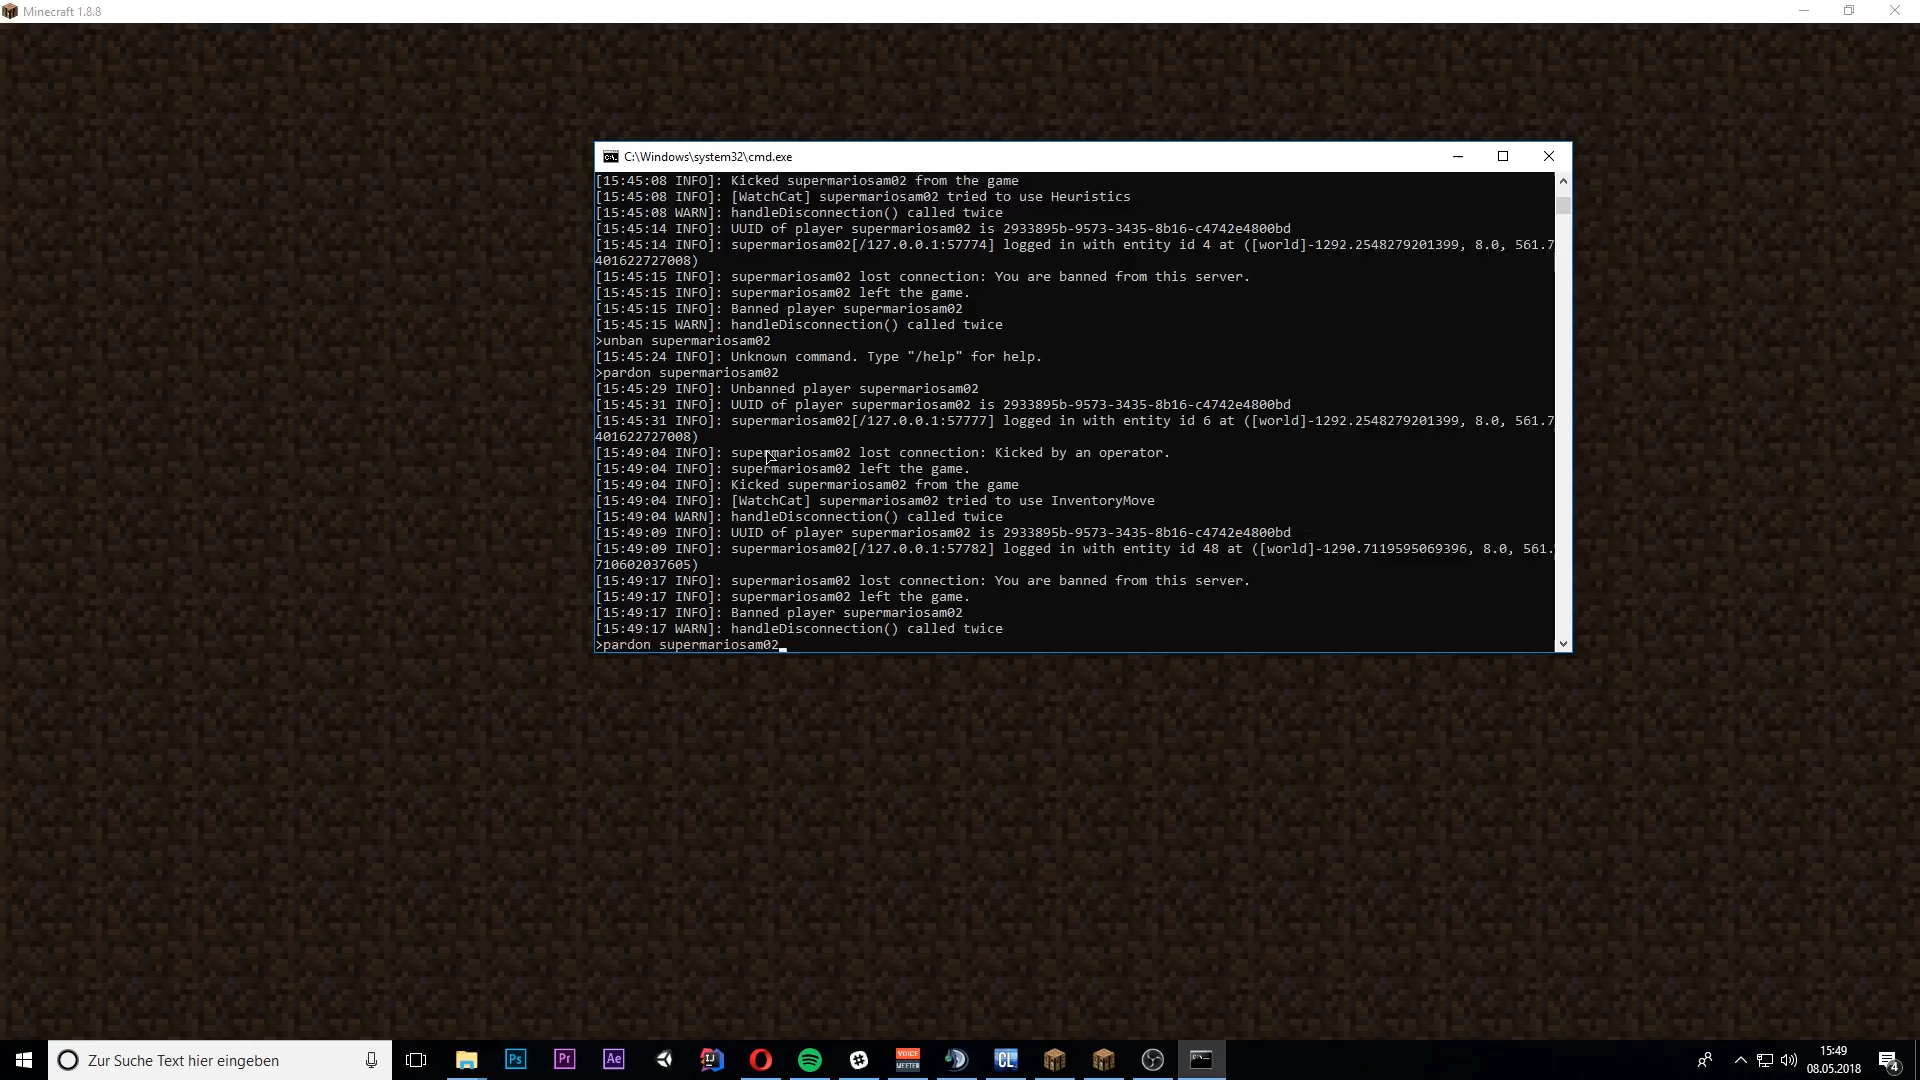 Minecraft 1.8.8
C:\Windows\system32\cmd.exe
[15:45:08 INFO]: Kicked supermariosam02 from the game
[15:45:08 INFO]: [WatchCat] supermariosam02 tried to use Heuristics
[15:45:08 WARN]: handleDisconnection() called twice
[15:45:14 INFO]: UUID of player supermariosam02 is 2933895b-9573-3435-8b16-c4742e4800bd
[15:45:14 INFO]: supermariosam02[/127.0.0.1:57774] logged in with entity id 4 at ([world]-1292.2548279201399, 8.0, 561.7
401622727008)
[15:45:15 INFO]: supermariosam02 lost connection: You are banned from this server.
[15:45:15 INFO]: supermariosam02 left the game.
[15:45:15 INFO]: Banned player supermariosam02
[15:45:15 WARN]: handleDisconnection() called twice
>unban supermariosam02
[15:45:24 INFO]: Unknown command. Type "/help" for help.
>pardon supermariosam02
[15:45:29 INFO]: Unbanned player supermariosam02
[15:45:31 INFO]: UUID of player supermariosam02 is 2933895b-9573-3435-8b16-c4742e4800bd
[15:45:31 INFO]: supermariosam02[/127.0.0.1:57777] logged in with entity id 6 at ([world]-1292.2548279201399, 8.0, 561.7
401622727008)
[15:49:04 INFO]: supermariosam02 lost connection: Kicked by an operator.
[15:49:04 INFO]: supermariosam02 left the game.
[15:49:04 INFO]: Kicked supermariosam02 from the game
[15:49:04 INFO]: [WatchCat] supermariosam02 tried to use InventoryMove
[15:49:04 WARN]: handleDisconnection() called twice
[15:49:09 INFO]: UUID of player supermariosam02 is 2933895b-9573-3435-8b16-c4742e4800bd
[15:49:09 INFO]: supermariosam02[/127.0.0.1:57782] logged in with entity id 48 at ([world]-1290.7119595069396, 8.0, 561.
710602037605)
[15:49:17 INFO]: supermariosam02 lost connection: You are banned from this server.
[15:49:17 INFO]: supermariosam02 left the game.
[15:49:17 INFO]: Banned player supermariosam02
[15:49:17 WARN]: handleDisconnection() called twice
>pardon supermariosam02_
Zur Suche Text hier eingeben
Ps
Pr
Ae
IJ
VOICE
MEETER
CL
15:49
08.05.2018
4